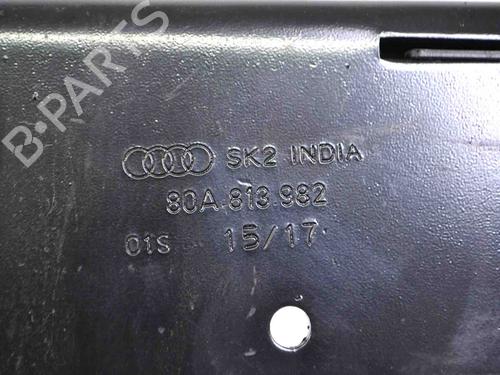 B-PARTS
SK2 INDIA
80A 813 982
01S 15/17